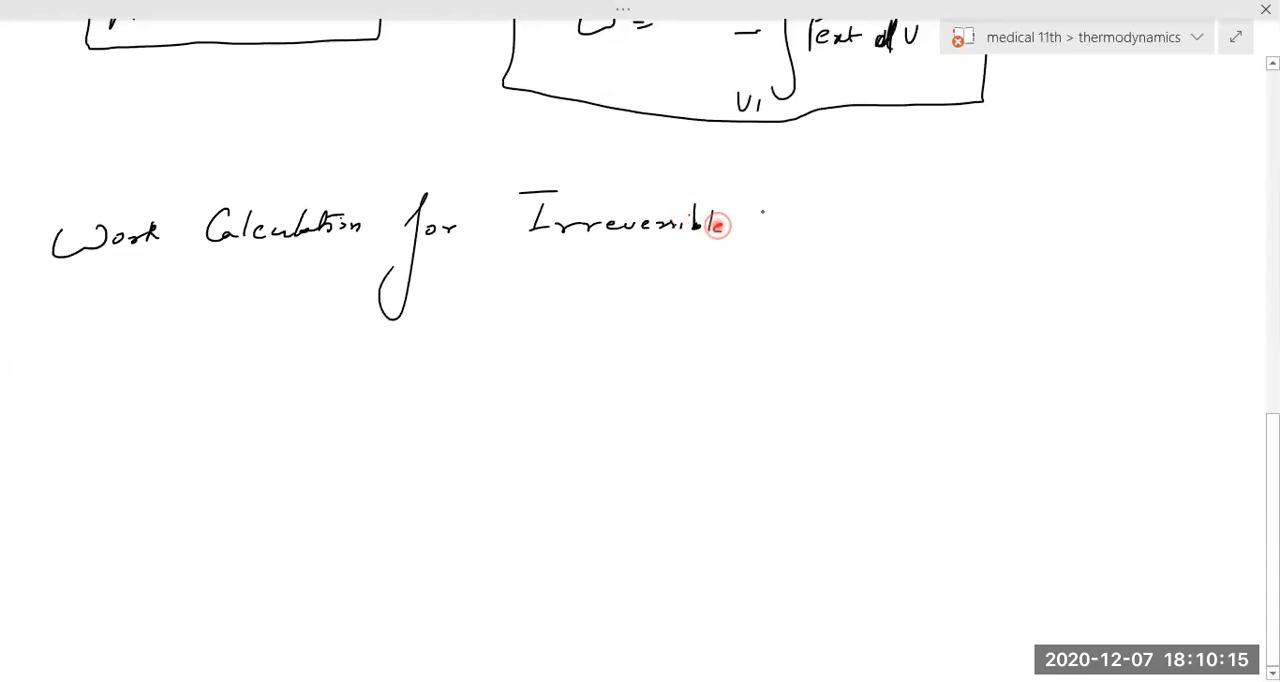 medical 11th > thermodynamics
W = - ∫ Pext dV
V1
Work Calculation for Irreversible
2020-12-07 18:10:15